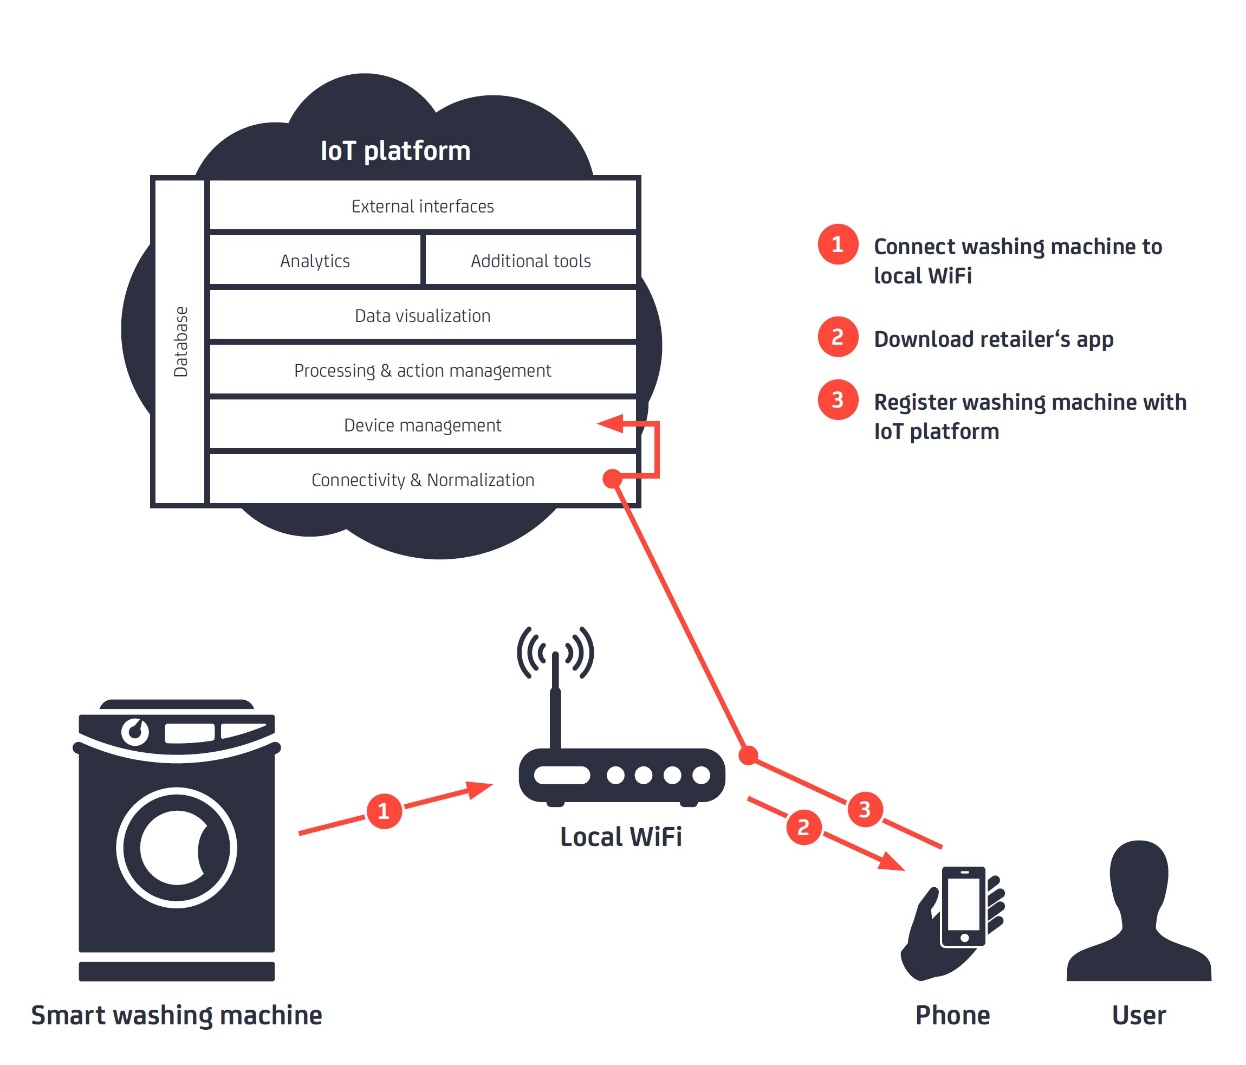 IoT platform
External interfaces
Analytics
Additional tools
Data visualization
Processing & action management
Device management
Connectivity & Normalization
Database
1
Connect washing machine to
local WiFi
2
Download retailer‘s app
3
Register washing machine with
IoT platform
1
2
3
Local WiFi
Smart washing machine
Phone
User